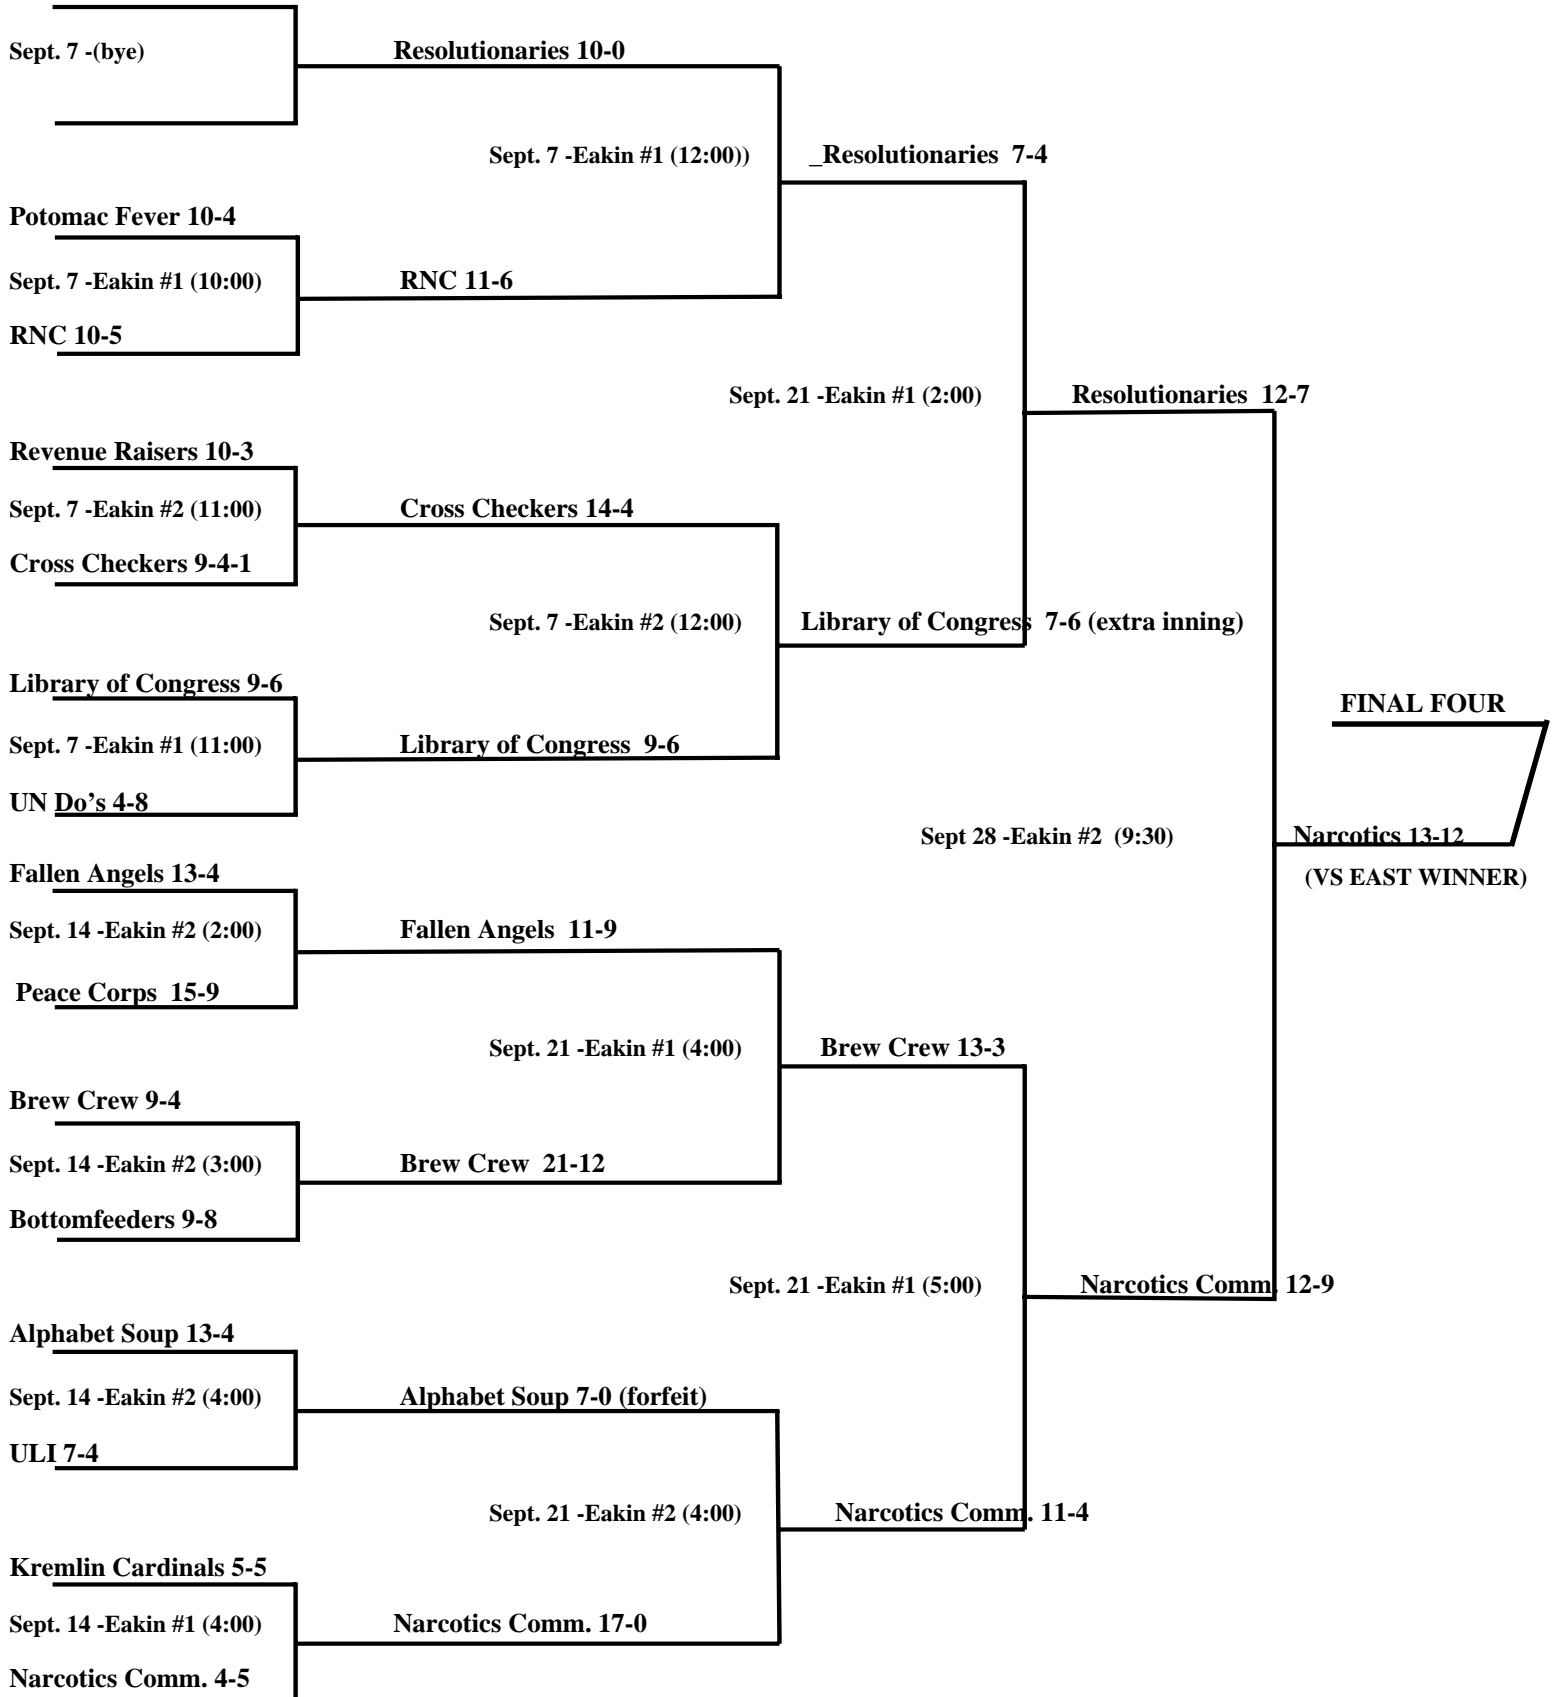 Sept. 7 -(bye)
Resolutionaries 10-0
Sept. 7 -Eakin #1 (12:00))
_Resolutionaries  7-4
Potomac Fever 10-4
Sept. 7 -Eakin #1 (10:00)
RNC 11-6
RNC 10-5
Sept. 21 -Eakin #1 (2:00)
Resolutionaries  12-7
Revenue Raisers 10-3
Sept. 7 -Eakin #2 (11:00)
Cross Checkers 14-4
Cross Checkers 9-4-1
Sept. 7 -Eakin #2 (12:00)
Library of Congress  7-6 (extra inning)
Library of Congress 9-6
FINAL FOUR
Sept. 7 -Eakin #1 (11:00)
Library of Congress  9-6
UN Do’s 4-8
Sept 28 -Eakin #2  (9:30)
Narcotics 13-12
(VS EAST WINNER)
Fallen Angels 13-4
Sept. 14 -Eakin #2 (2:00)
Fallen Angels  11-9
Peace Corps  15-9
Sept. 21 -Eakin #1 (4:00)
Brew Crew 13-3
Brew Crew 9-4
Sept. 14 -Eakin #2 (3:00)
Brew Crew  21-12
Bottomfeeders 9-8
Sept. 21 -Eakin #1 (5:00)
Narcotics Comm. 12-9
Alphabet Soup 13-4
Sept. 14 -Eakin #2 (4:00)
Alphabet Soup 7-0 (forfeit)
ULI 7-4
Sept. 21 -Eakin #2 (4:00)
Narcotics Comm. 11-4
Kremlin Cardinals 5-5
Sept. 14 -Eakin #1 (4:00)
Narcotics Comm. 17-0
Narcotics Comm. 4-5